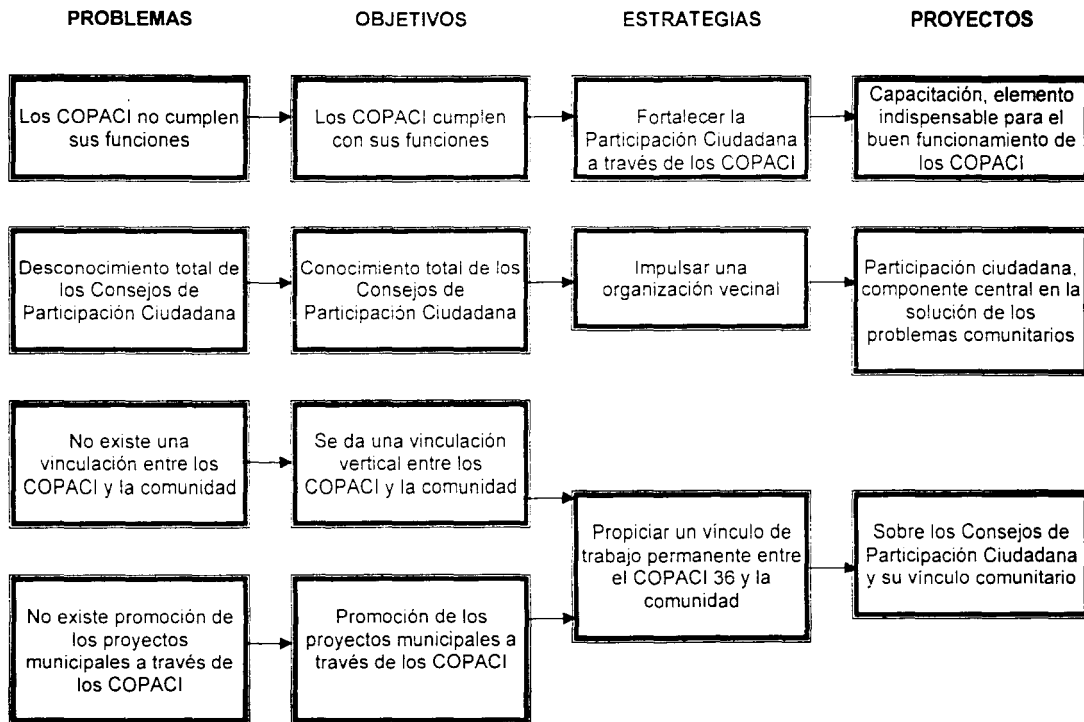 PROBLEMAS
OBJETIVOS
ESTRATEGIAS
PROYECTOS
Los COPACI no cumplen
sus funciones
Los COPACI cumplen
con sus funciones
Fortalecer la
Participación Ciudadana
a través de los COPACI
Capacitación, elemento
indispensable para el
buen funcionamiento de
los COPACI
Desconocimiento total de
los Consejos de
Participación Ciudadana
Conocimiento total de los
Consejos de
Participación Ciudadana
Impulsar una
organización vecinal
Participación ciudadana,
componente central en la
solución de los
problemas comunitarios
No existe una
vinculación entre los
COPACI y la comunidad
Se da una vinculación
vertical entre los
COPACI y la comunidad
Propiciar un vínculo de
trabajo permanente entre
el COPACI 36 y la
comunidad
Sobre los Consejos de
Participación Ciudadana
y su vínculo comunitario
No existe promoción de
los proyectos
municipales a través de
los COPACI
Promoción de los
proyectos municipales a
través de los COPACI